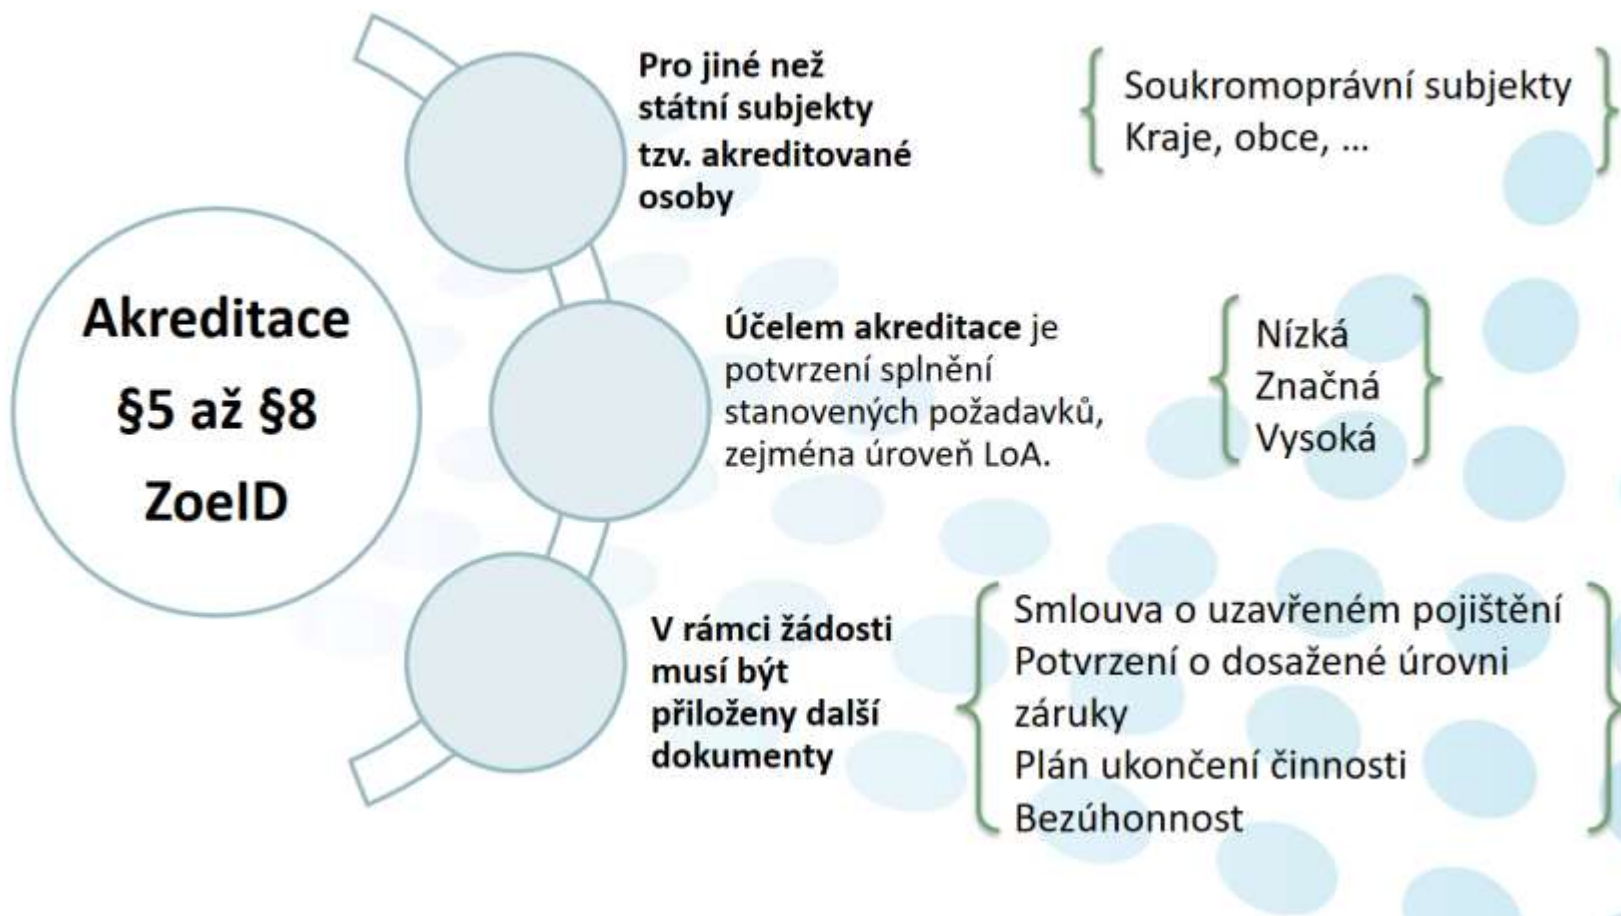 Akreditace
§5 až §8
ZoeID
Pro jiné než
státní subjekty
tzv. akreditované
osoby
Soukromoprávní subjekty
Kraje, obce, ...
Účelem akreditace je
potvrzení splnění
stanovených požadavků,
zejména úroveň LoA.
Nízká
Značná
Vysoká
V rámci žádosti
musí být
přiloženy další
dokumenty
Smlouva o uzavřeném pojištění
Potvrzení o dosažené úrovni
záruky
Plán ukončení činnosti
Bezúhonnost